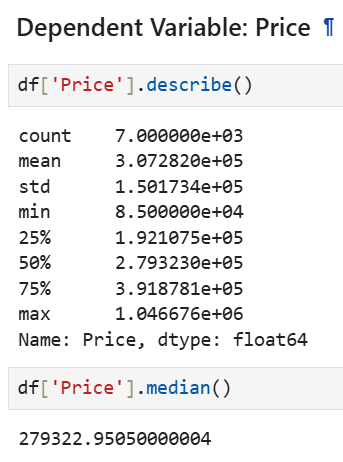 Dependent Variable: Price ¶
df['Price'].describe()
count    7.000000e+03
mean     3.072820e+05
std      1.501734e+05
min      8.500000e+04
25%      1.921075e+05
50%      2.793230e+05
75%      3.918781e+05
max      1.046676e+06
Name: Price, dtype: float64
df['Price'].median()
279322.95050000004